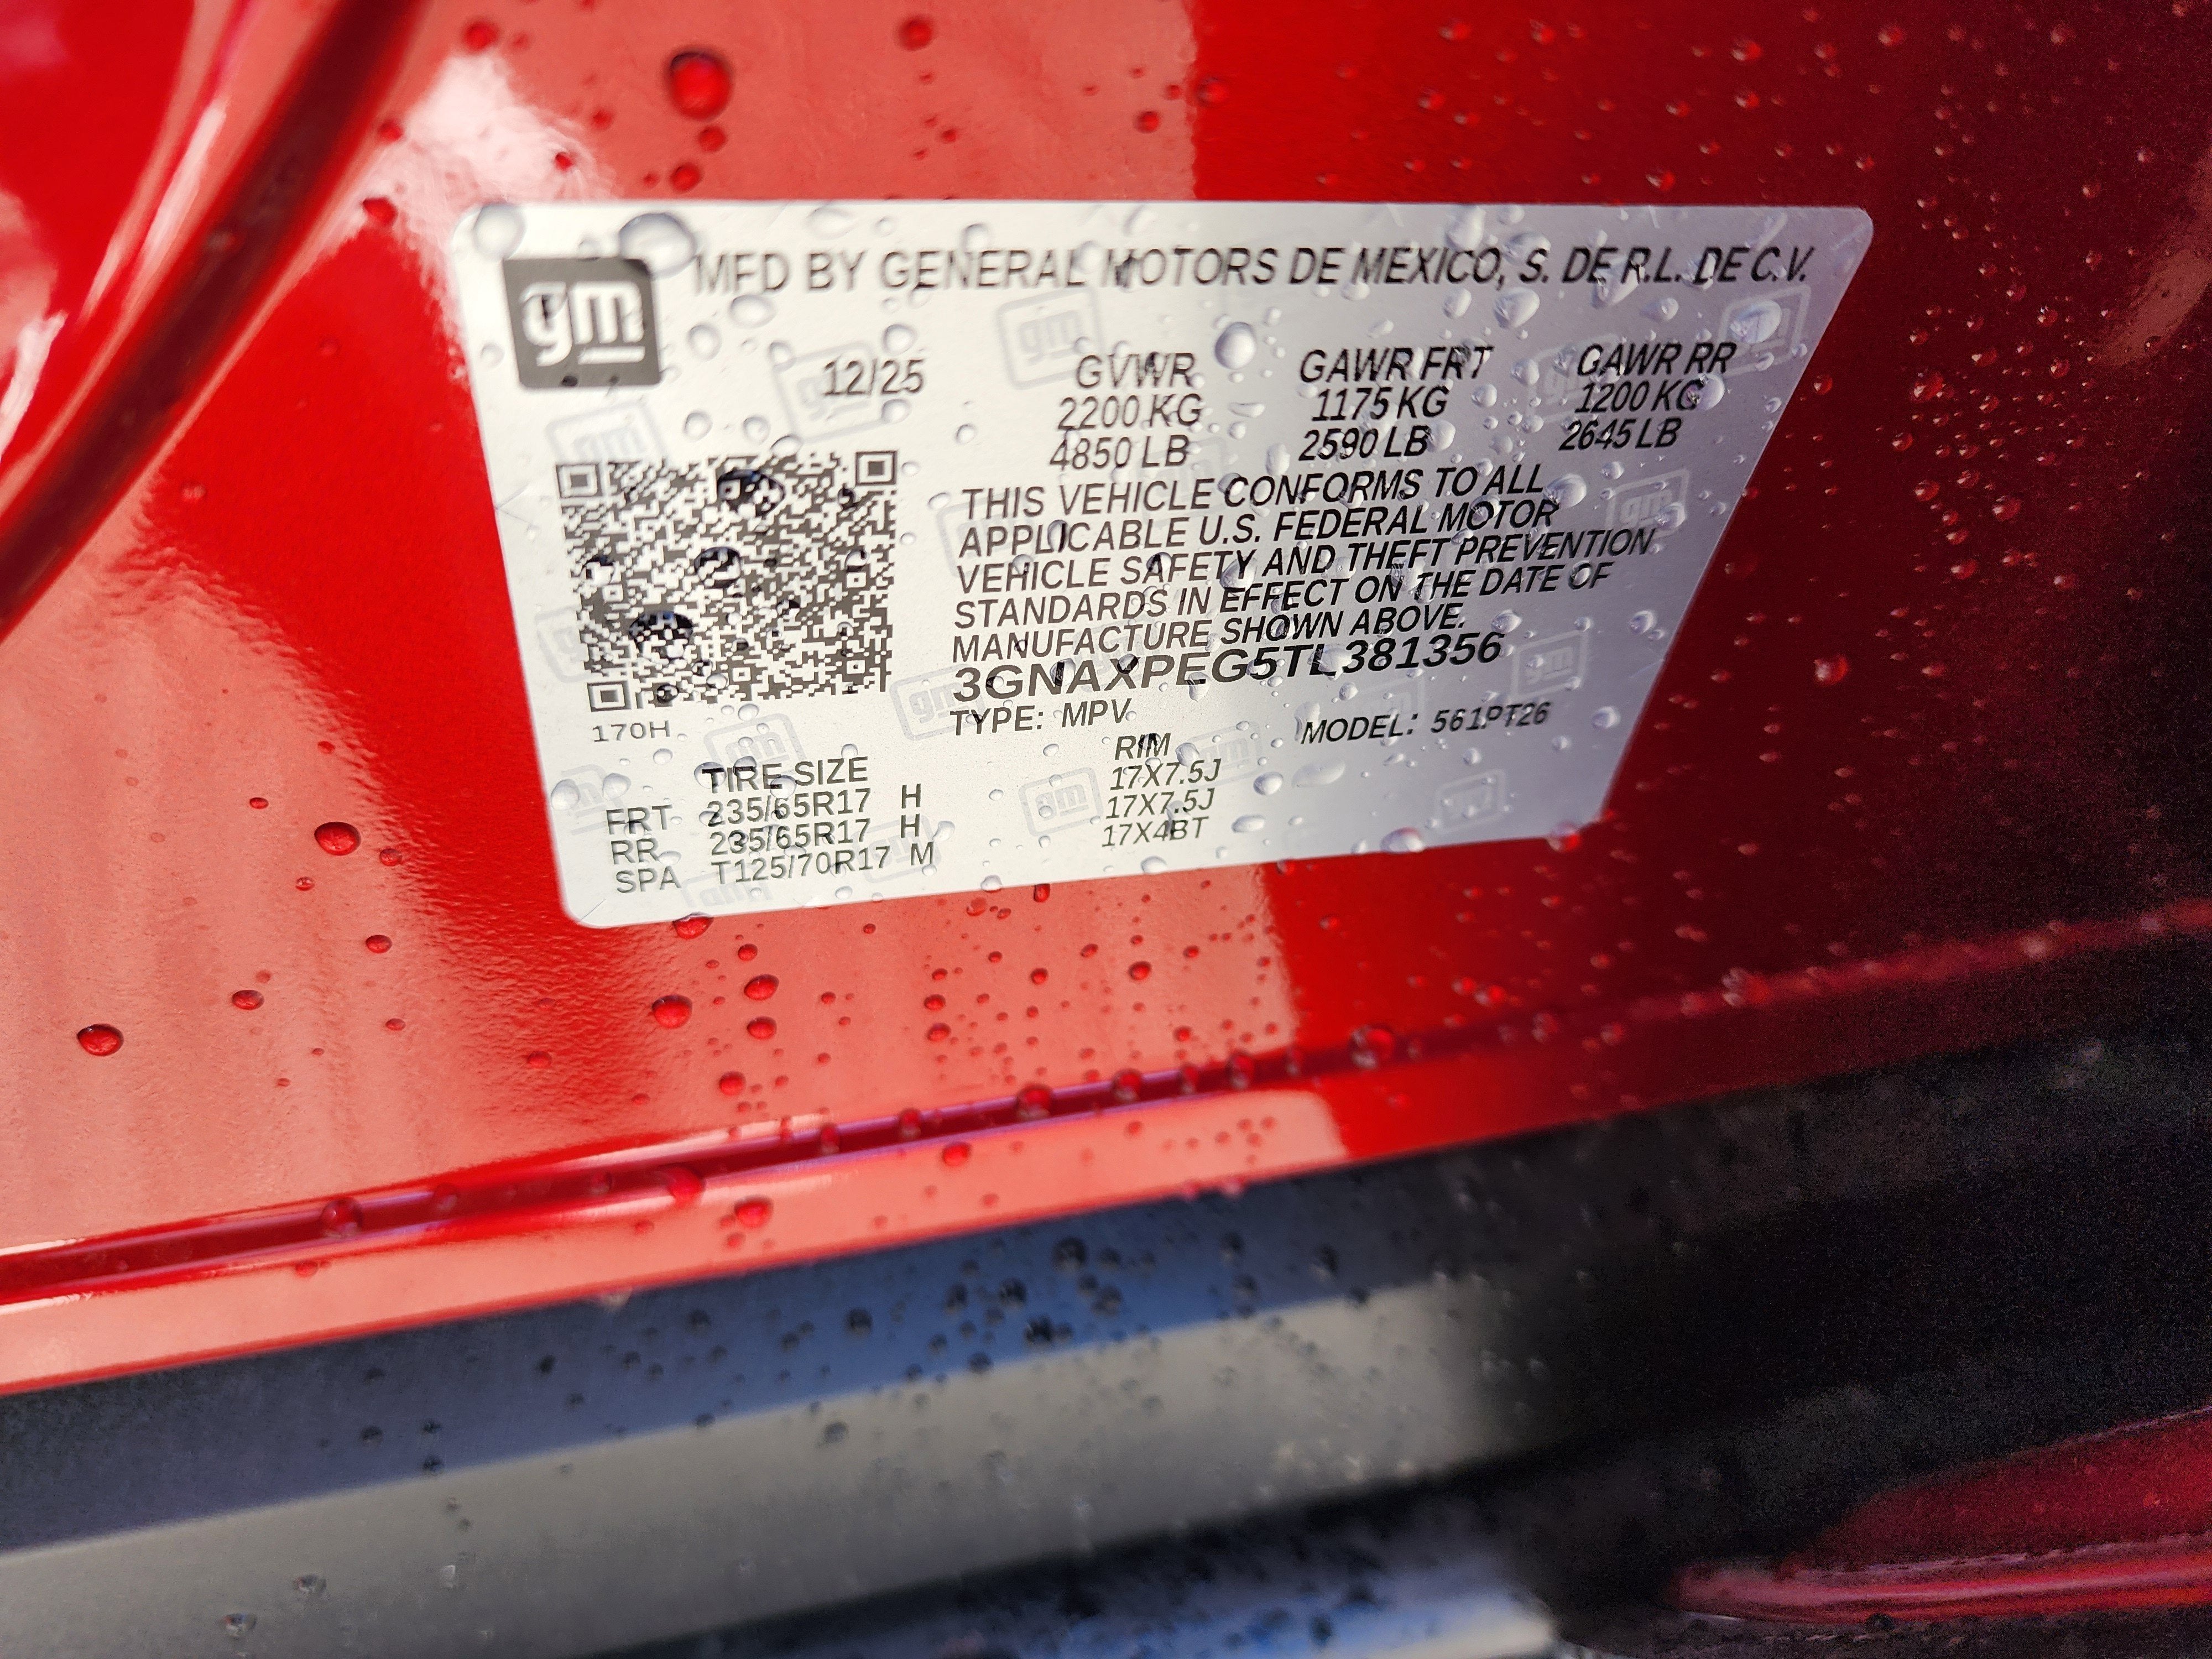 gm
MFD BY GENERAL MOTORS DE MEXICO, S. DE R.L. DE C.V.
12/25 GVWR GAWR FRT GAWR RR
2200 KG 1175 KG 1200 KG
4850 LB 2590 LB 2645 LB
THIS VEHICLE CONFORMS TO ALL
APPLICABLE U.S. FEDERAL MOTOR
VEHICLE SAFETY AND THEFT PREVENTION
STANDARDS IN EFFECT ON THE DATE OF
MANUFACTURE SHOWN ABOVE.
3GNAXPEG5TL381356
170H
TYPE: MPV MODEL: 561PT26
TIRE SIZE RIM
FRT 235/65R17 H 17X7.5J
RR 235/65R17 H 17X7.5J
SPA T125/70R17 M 17X4BT